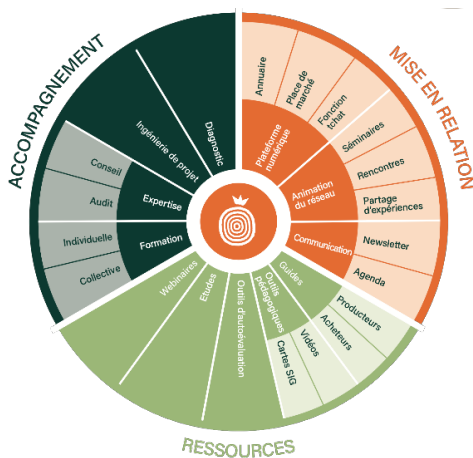 ACCOMPAGNEMENT
Diagnostic
Ingénierie de projet
Expertise
Conseil
Audit
Formation
Individuelle
Collective
MISE EN RELATION
Plateforme
numérique
Annuaire
Place de
marché
Fonction
tchat
Animation
du réseau
Séminaires
Rencontres
Partage
d'expériences
Communication
Newsletter
Agenda
RESSOURCES
Guides
Producteurs
Acheteurs
Outils
pédagogiques
Vidéos
Cartes SIG
Outils d'autoévaluation
Etudes
Webinaires